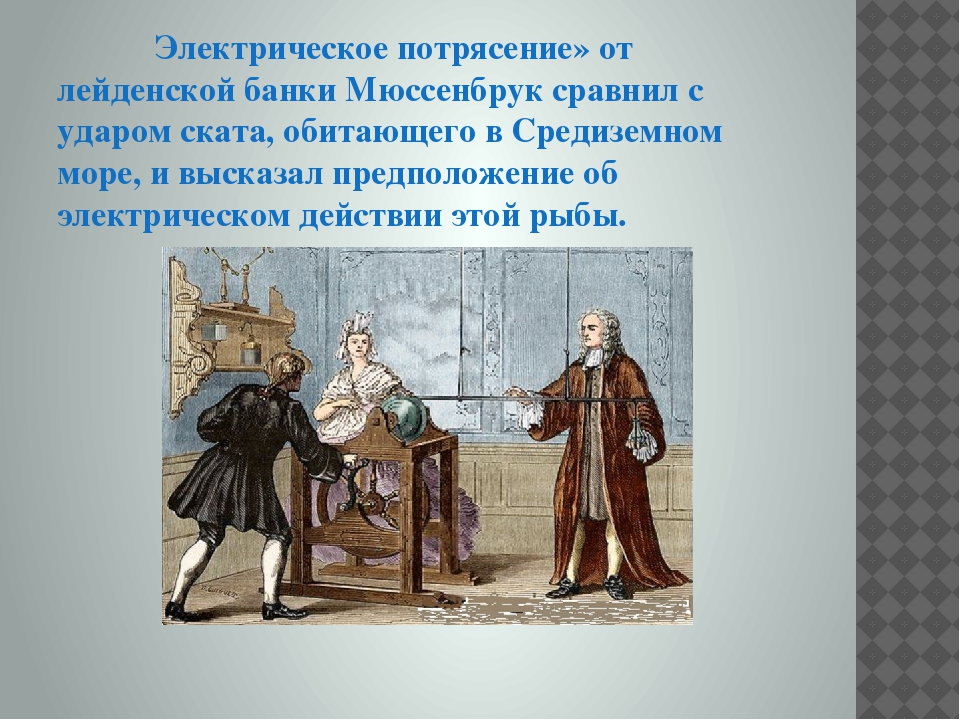 Электрическое потрясение» от
лейденской банки Мюссенбрук сравнил с
ударом ската, обитающего в Средиземном
море, и высказал предположение об
электрическом действии этой рыбы.